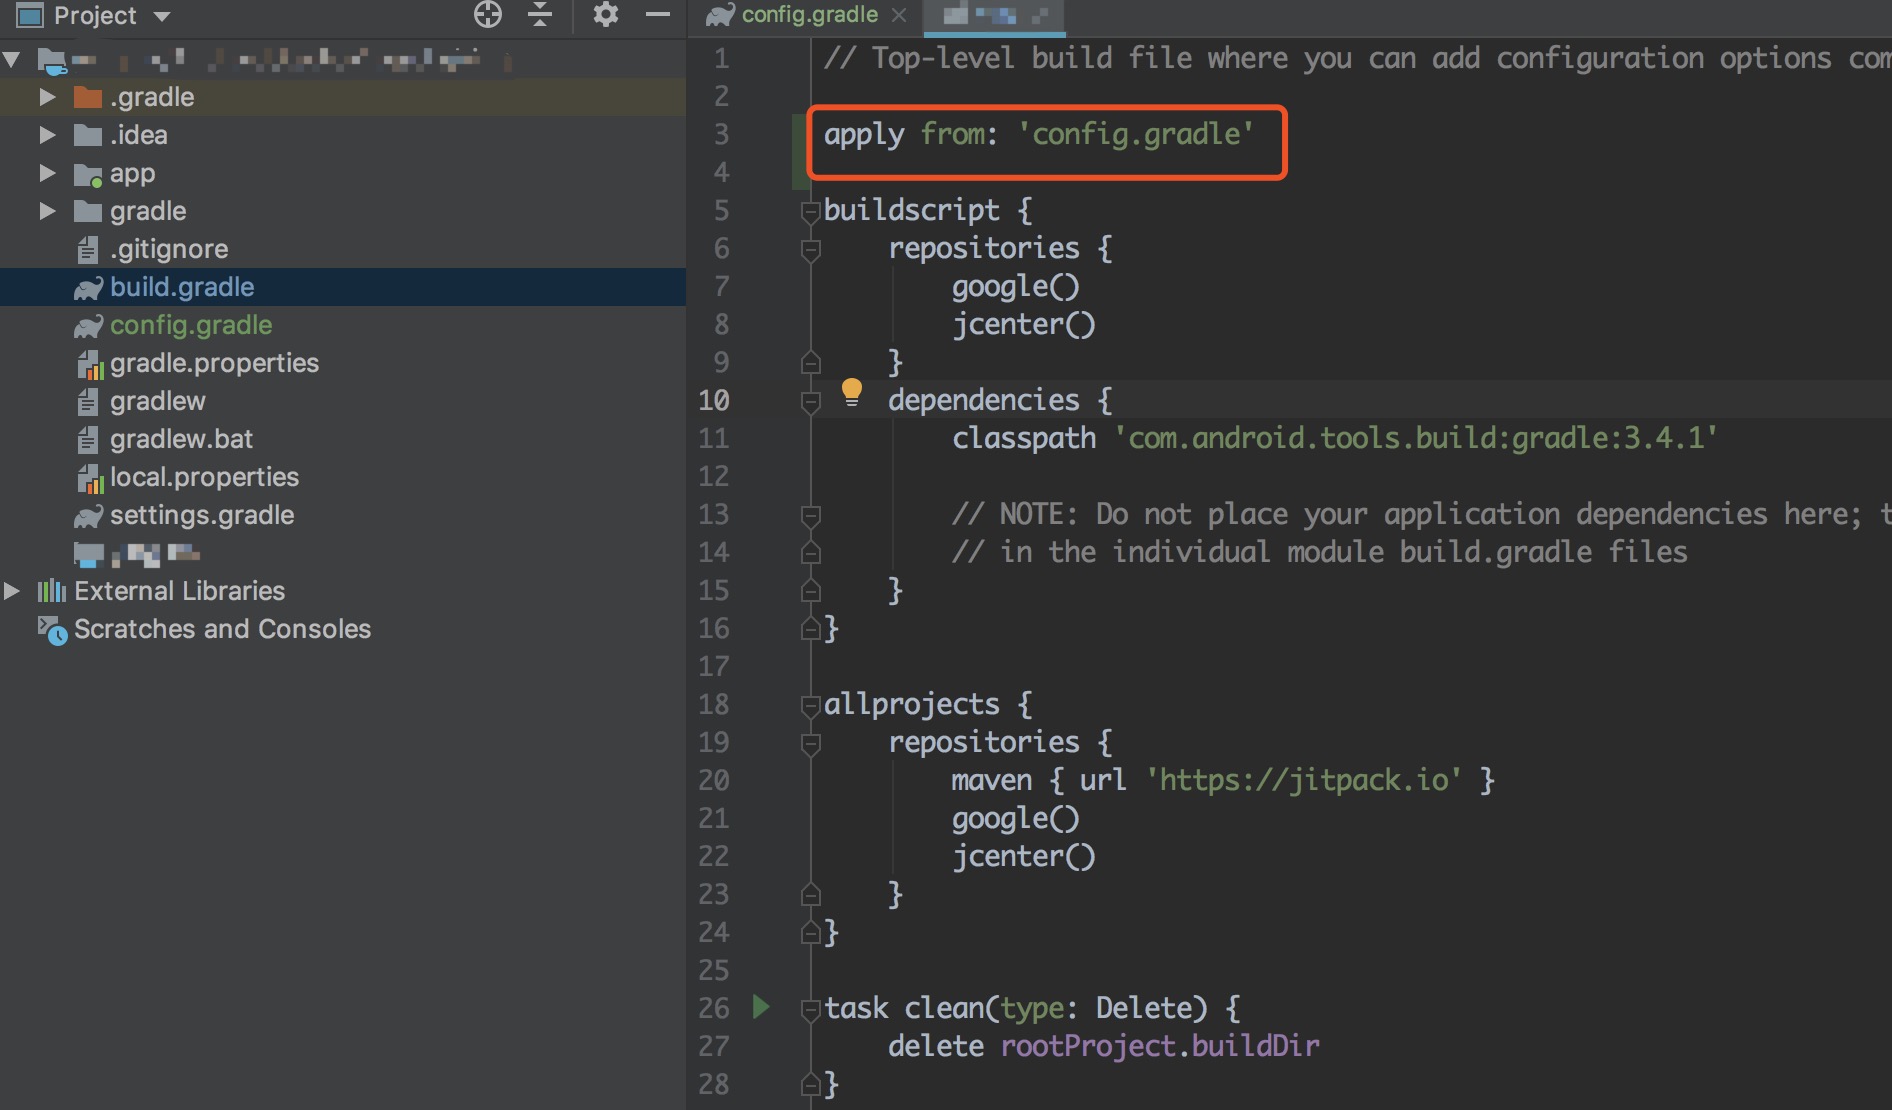 Project
.gradle
.idea
app
gradle
.gitignore
build.gradle
config.gradle
gradle.properties
gradlew
gradlew.bat
local.properties
settings.gradle
External Libraries
Scratches and Consoles
config.gradle
1 // Top-level build file where you can add configuration options com
2
3 apply from: 'config.gradle'
4
5 buildscript {
6 repositories {
7 google()
8 jcenter()
9 }
10 dependencies {
11 classpath 'com.android.tools.build:gradle:3.4.1'
12
13 // NOTE: Do not place your application dependencies here; t
14 // in the individual module build.gradle files
15 }
16 }
17
18 allprojects {
19 repositories {
20 maven { url 'https://jitpack.io' }
21 google()
22 jcenter()
23 }
24 }
25
26 task clean(type: Delete) {
27 delete rootProject.buildDir
28 }